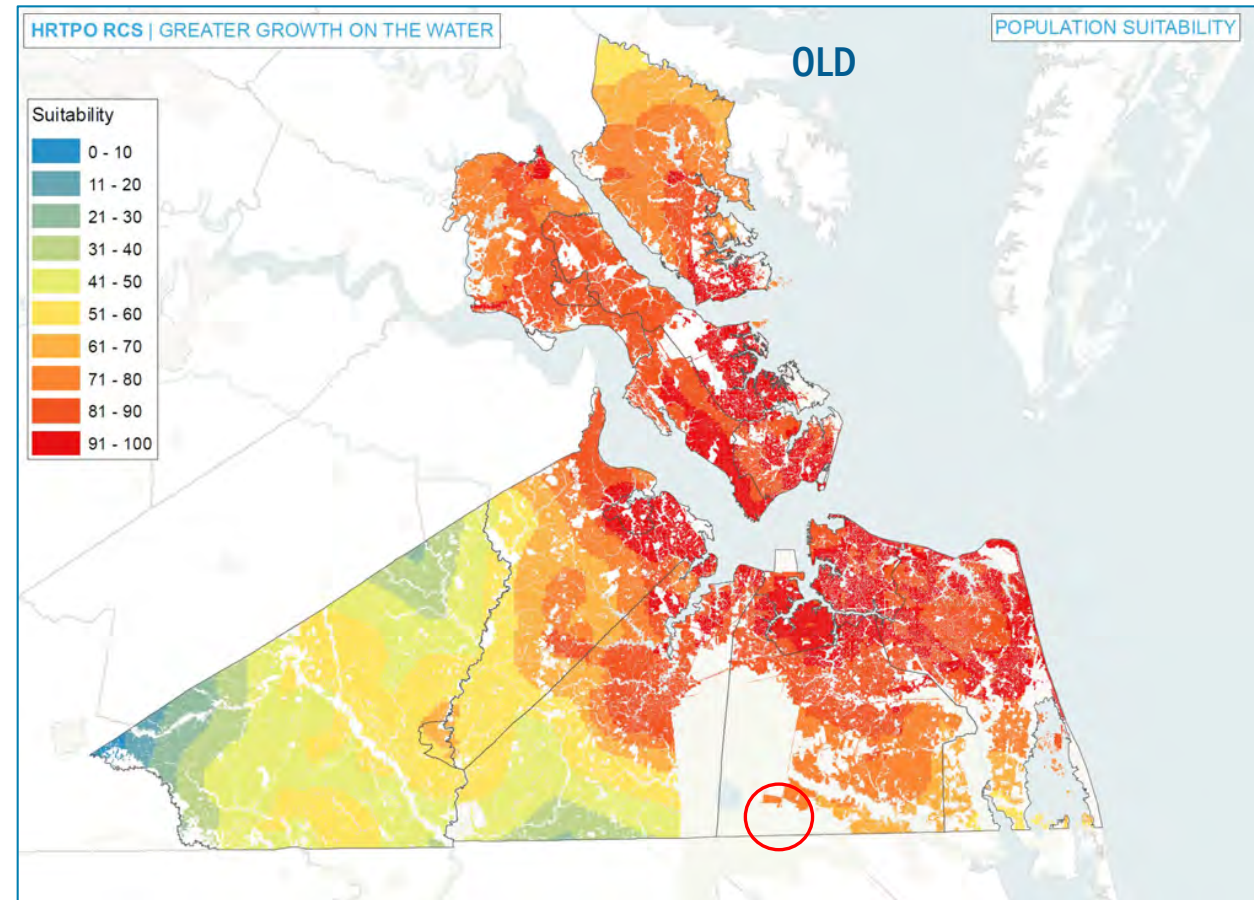 HRTPO RCS | GREATER GROWTH ON THE WATER
OLD
POPULATION SUITABILITY
Suitability
0 - 10
11 - 20
21 - 30
31 - 40
41 - 50
51 - 60
61 - 70
71 - 80
81 - 90
91 - 100